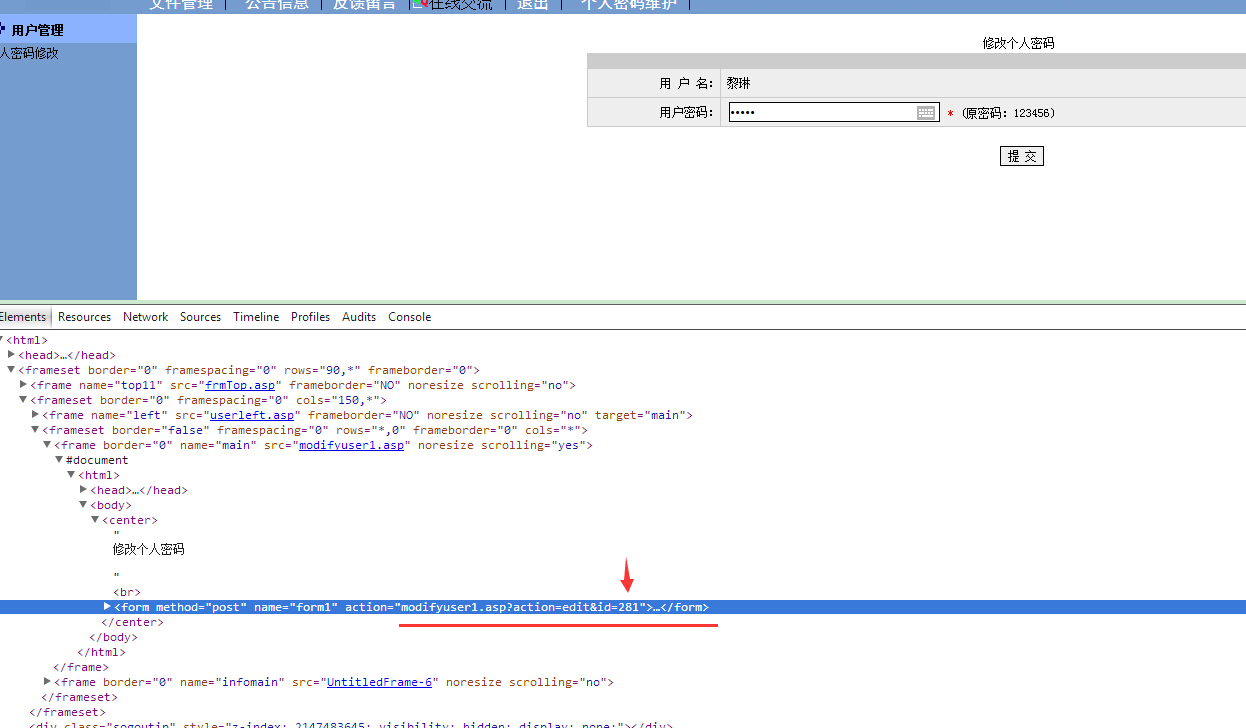 文件管理 | 公告信息 | 反馈留言 | 在线交流 | 退出 | 个人密码维护 |
用户管理
人密码修改
修改个人密码
用 户 名: 黎琳
用户密码: ••••• * (原密码: 123456)
提 交
Elements Resources Network Sources Timeline Profiles Audits Console
<html>
<head>…</head>
<frameset border="0" framespacing="0" rows="90,*" frameborder="0">
<frame name="top11" src="frmTop.asp" frameborder="NO" noresize scrolling="no">
<frameset border="0" framespacing="0" cols="150,*">
<frame name="left" src="userleft.asp" frameborder="NO" noresize scrolling="no" target="main">
<frameset border="false" framespacing="0" rows="*,0" frameborder="0" cols="*">
<frame border="0" name="main" src="modifyuser1.asp" noresize scrolling="yes">
#document
<html>
<head>…</head>
<body>
<center>
"
修改个人密码
"
<br>
<form method="post" name="form1" action="modifyuser1.asp?action=edit&id=281">…</form>
</center>
</body>
</html>
</frame>
<frame border="0" name="infomain" src="UntitledFrame-6" noresize scrolling="no">
</frameset>
</frameset>
<div class="sogoutip" style="z-index: 2147483645; visibility: hidden; display: none;"></div>